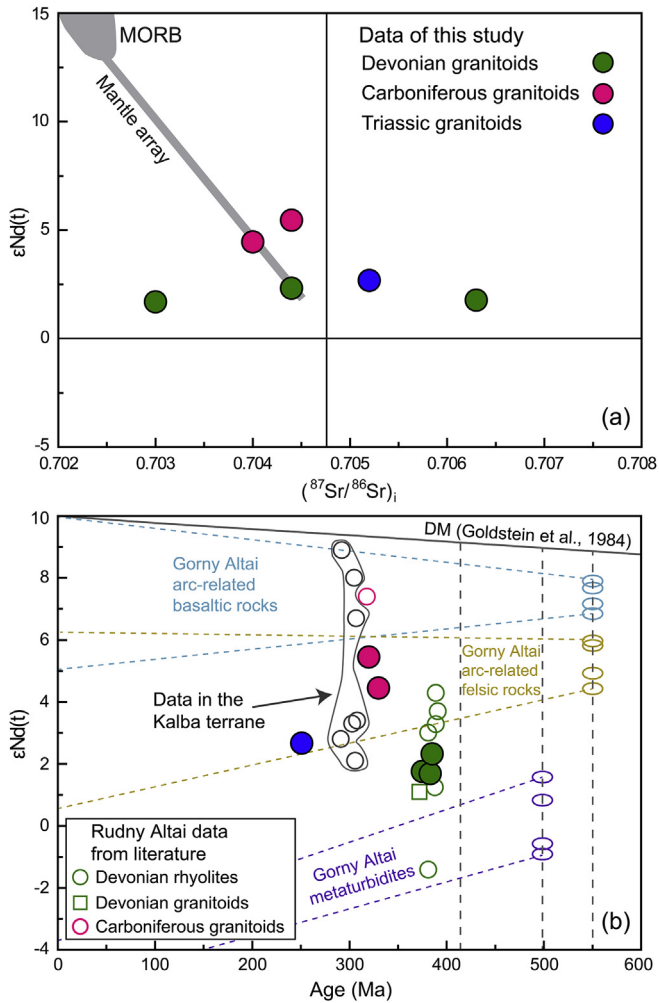 15
MORB
Data of this study
Devonian granitoids
Carboniferous granitoids
Triassic granitoids
Mantle array
10
5
0
-5
εNd(t)
(a)
0.702
0.703
0.704
0.705
0.706
0.707
0.708
(⁸⁷Sr/⁸⁶Sr)ᵢ
10
DM (Goldstein et al., 1984)
Gorny Altai
arc-related
basaltic rocks
8
6
Gorny Altai
arc-related
felsic rocks
Data in the
Kalba terrane
4
2
0
-2
-4
εNd(t)
Rudny Altai data
from literature
Devonian rhyolites
Devonian granitoids
Carboniferous granitoids
Gorny Altai
metaturbidites
(b)
0
100
200
300
400
500
600
Age (Ma)